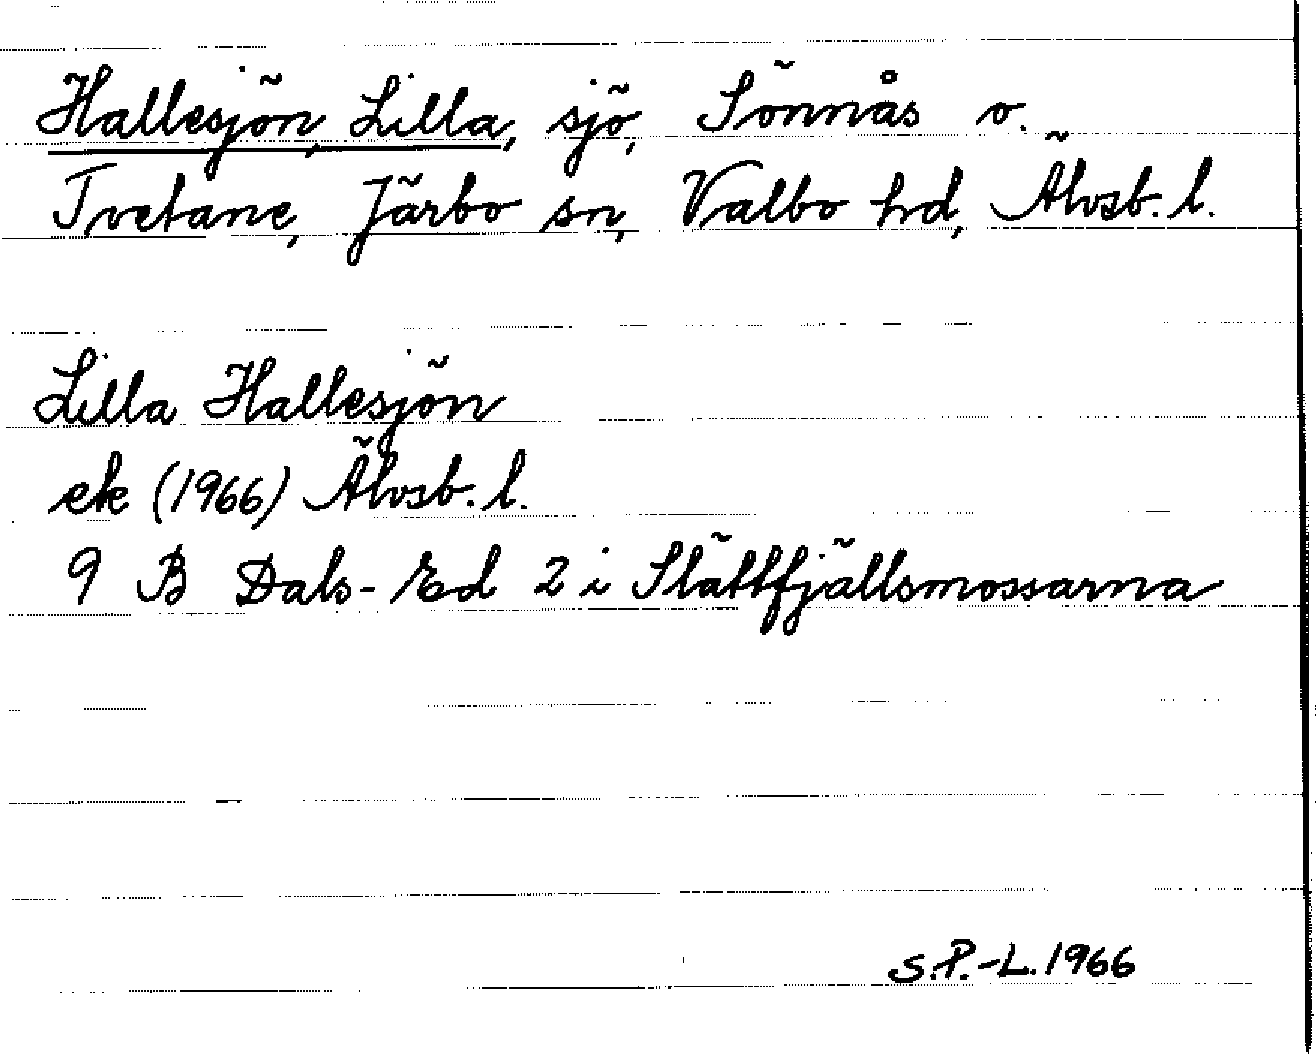 Hallesjön, Lilla, sjö, Sönnås o.
Tvetane, Järbo sn, Valbo hd, Älvsb. l.
Lilla Hallesjön
ek (1966) Älvsb. l.
9 B Dals-Ed 2 i Slättfjällsmossarna
S.P.-L. 1966